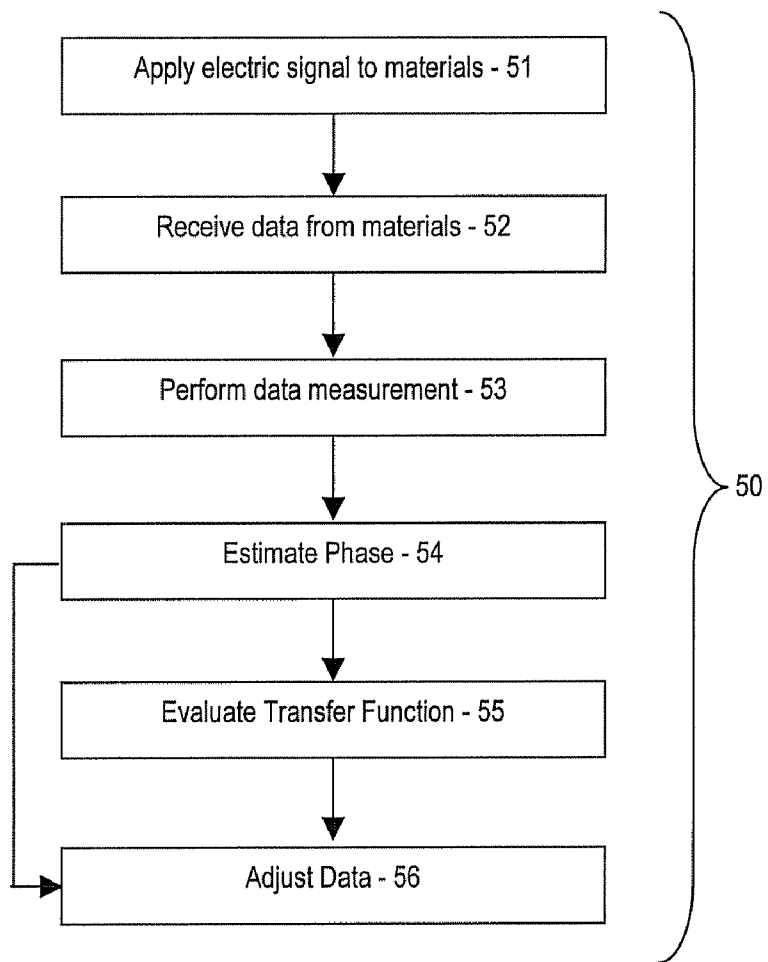 Apply electric signal to materials - 51
Receive data from materials - 52
Perform data measurement - 53
50
Estimate Phase - 54
Evaluate Transfer Function - 55
Adjust Data - 56